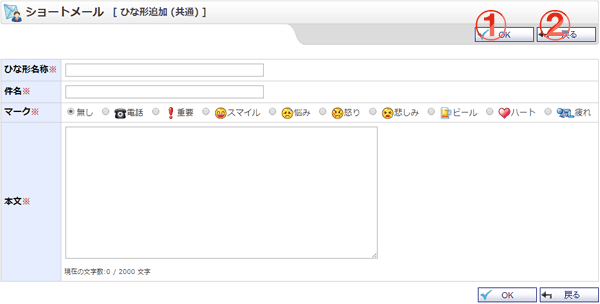 ショートメール [ ひな形追加 (共通) ]
① OK ② 戻る
ひな形名称※
件名※
マーク※ 無し 電話 重要 スマイル 悩み 怒り 悲しみ ビール ハート 疲れ
本文※
現在の文字数:0 / 2000 文字
OK 戻る